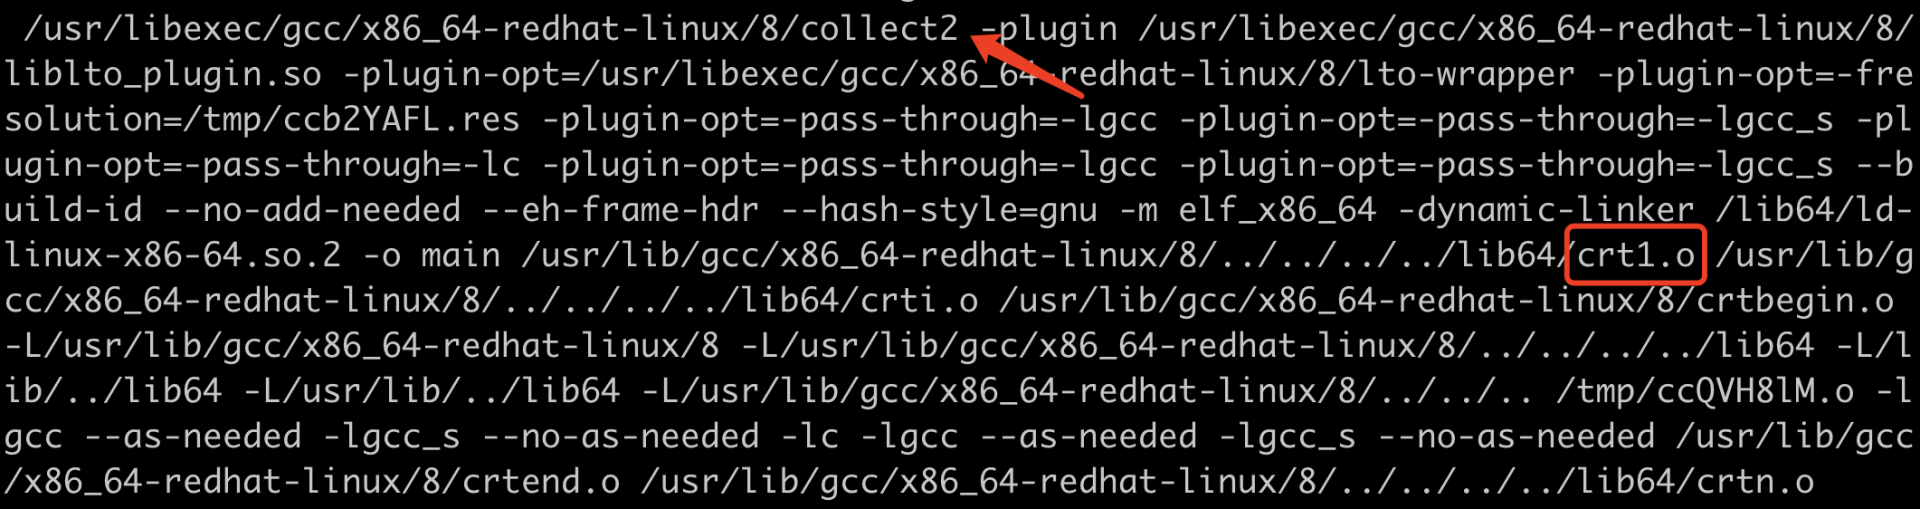 /usr/libexec/gcc/x86_64-redhat-linux/8/collect2 -plugin /usr/libexec/gcc/x86_64-redhat-linux/8/
liblto_plugin.so -plugin-opt=/usr/libexec/gcc/x86_64-redhat-linux/8/lto-wrapper -plugin-opt=-fre
solution=/tmp/ccb2YAFL.res -plugin-opt=-pass-through=-lgcc -plugin-opt=-pass-through=-lgcc_s -pl
ugin-opt=-pass-through=-lc -plugin-opt=-pass-through=-lgcc -plugin-opt=-pass-through=-lgcc_s --b
uild-id --no-add-needed --eh-frame-hdr --hash-style=gnu -m elf_x86_64 -dynamic-linker /lib64/ld-
linux-x86-64.so.2 -o main /usr/lib/gcc/x86_64-redhat-linux/8/../../../../lib64/crt1.o /usr/lib/g
cc/x86_64-redhat-linux/8/../../../../lib64/crti.o /usr/lib/gcc/x86_64-redhat-linux/8/crtbegin.o
-L/usr/lib/gcc/x86_64-redhat-linux/8 -L/usr/lib/gcc/x86_64-redhat-linux/8/../../../../lib64 -L/l
ib/../lib64 -L/usr/lib/../lib64 -L/usr/lib/gcc/x86_64-redhat-linux/8/../../.. /tmp/ccQVH8lM.o -l
gcc --as-needed -lgcc_s --no-as-needed -lc -lgcc --as-needed -lgcc_s --no-as-needed /usr/lib/gcc
/x86_64-redhat-linux/8/crtend.o /usr/lib/gcc/x86_64-redhat-linux/8/../../../../lib64/crtn.o